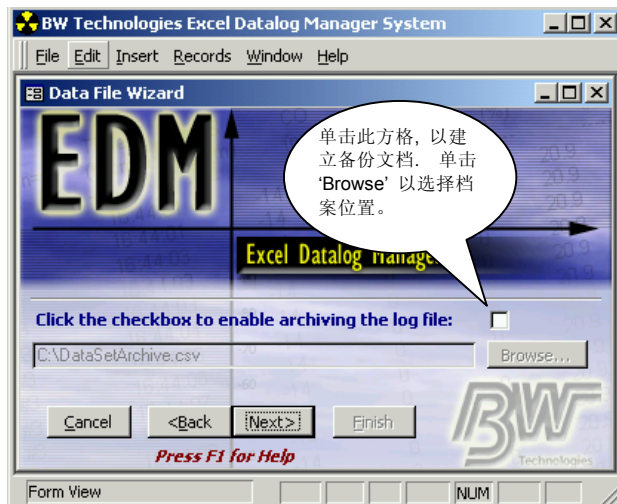 BW Technologies Excel Datalog Manager System
File Edit Insert Records Window Help
Data File Wizard
EDM
单击此方格, 以建
立备份文档. 单击
‘Browse’ 以选择档
案位置。
Excel Datalog Manage
Click the checkbox to enable archiving the log file:
C:\DataSetArchive.csv
Browse...
Cancel <Back Next> Finish
Press F1 for Help
BW
Technologies
Form View
NUM